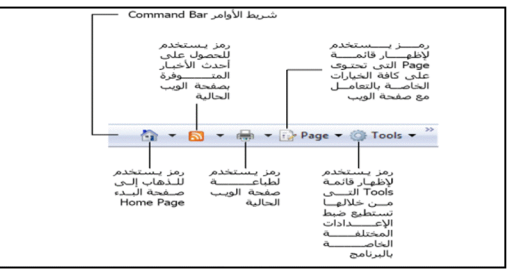 شريط الأوامر Command Bar
رمز يستخدم
للحصول على
أحدث الأخبار
المتوفرة
بصفحة الويب
الحالية
رمز يستخدم
لإظهار قائمة
Page التي تحتوى
على كافة الخيارات
الخاصة بالتعامل
مع صفحة الويب
Page Tools »
رمز يستخدم
للذهاب إلى
صفحة البدء
Home Page
رمز يستخدم
لطباعة
صفحة الويب
الحالية
رمز يستخدم
لإظهار قائمة
Tools التى
من خلالها
تستطيع ضبط
الإعدادات
المختلفة
الخاصة
بالبرنامج